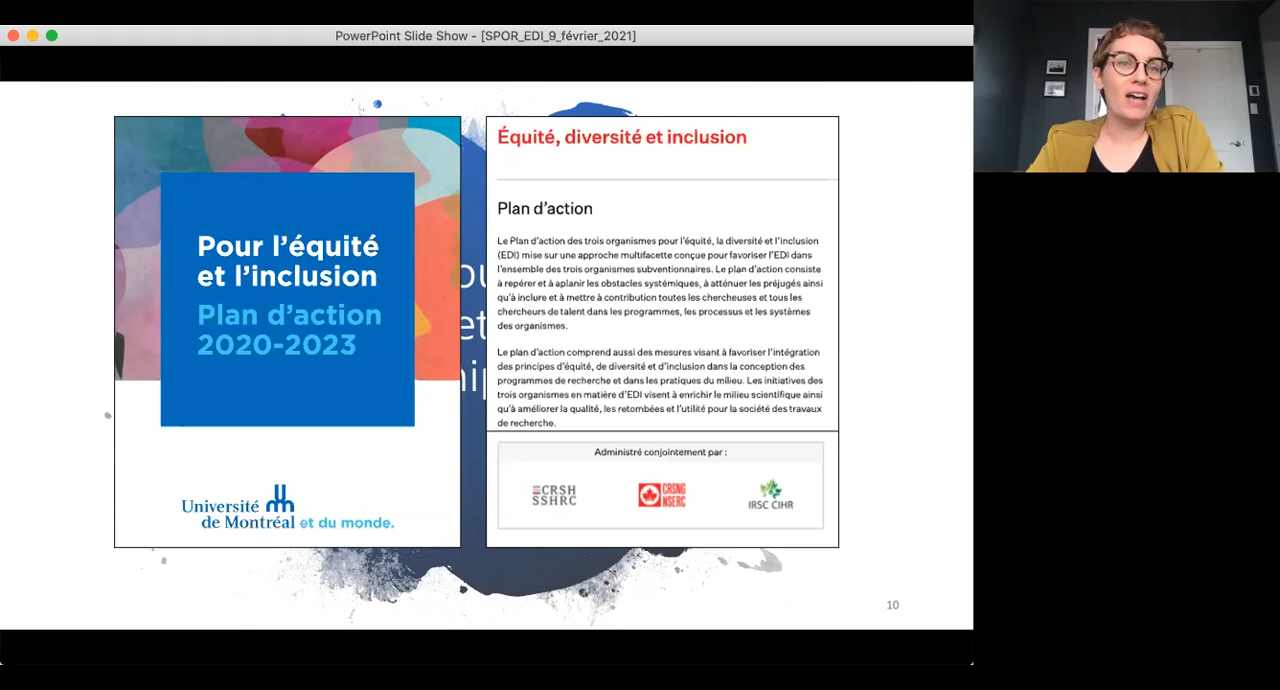 PowerPoint Slide Show - [SPOR_EDI_9_février_2021]
Pour l'équité
et l'inclusion
Plan d'action
2020-2023
Université
de Montréal et du monde.
Équité, diversité et inclusion
Plan d'action
Le Plan d'action des trois organismes pour l'équité, la diversité et l'inclusion
(EDI) mise sur une approche multifacette conçue pour favoriser l'EDI dans
l'ensemble des trois organismes subventionnaires. Le plan d'action consiste
à repérer et à aplanir les obstacles systémiques, à atténuer les préjugés ainsi
qu'à inclure et à mettre à contribution toutes les chercheuses et tous les
chercheurs de talent dans les programmes, les processus et les systèmes
des organismes.
Le plan d'action comprend aussi des mesures visant à favoriser l'intégration
des principes d'équité, de diversité et d'inclusion dans la conception des
programmes de recherche et dans les pratiques du milieu. Les initiatives des
trois organismes en matière d'EDI visent à enrichir le milieu scientifique ainsi
qu'à améliorer la qualité, les retombées et l'utilité pour la société des travaux
de recherche.
Administré conjointement par :
CRSH
SSHRC
CRSNG
NSERC
IRSC CIHR
10